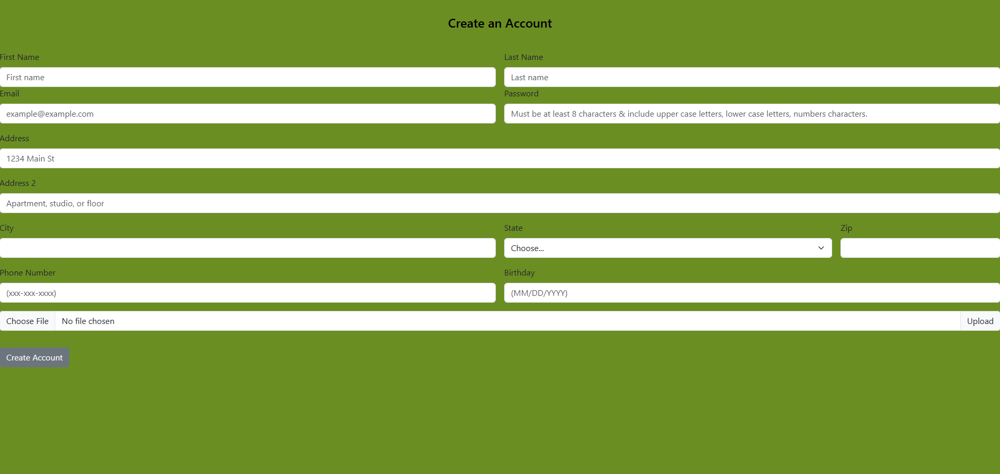 Create an Account
First Name Last Name
First name Last name
Email Password
example@example.com Must be at least 8 characters & include upper case letters, lower case letters, numbers characters.
Address
1234 Main St
Address 2
Apartment, studio, or floor
City State Zip
Choose...
Phone Number Birthday
(xxx-xxx-xxxx) (MM/DD/YYYY)
Choose File No file chosen Upload
Create Account